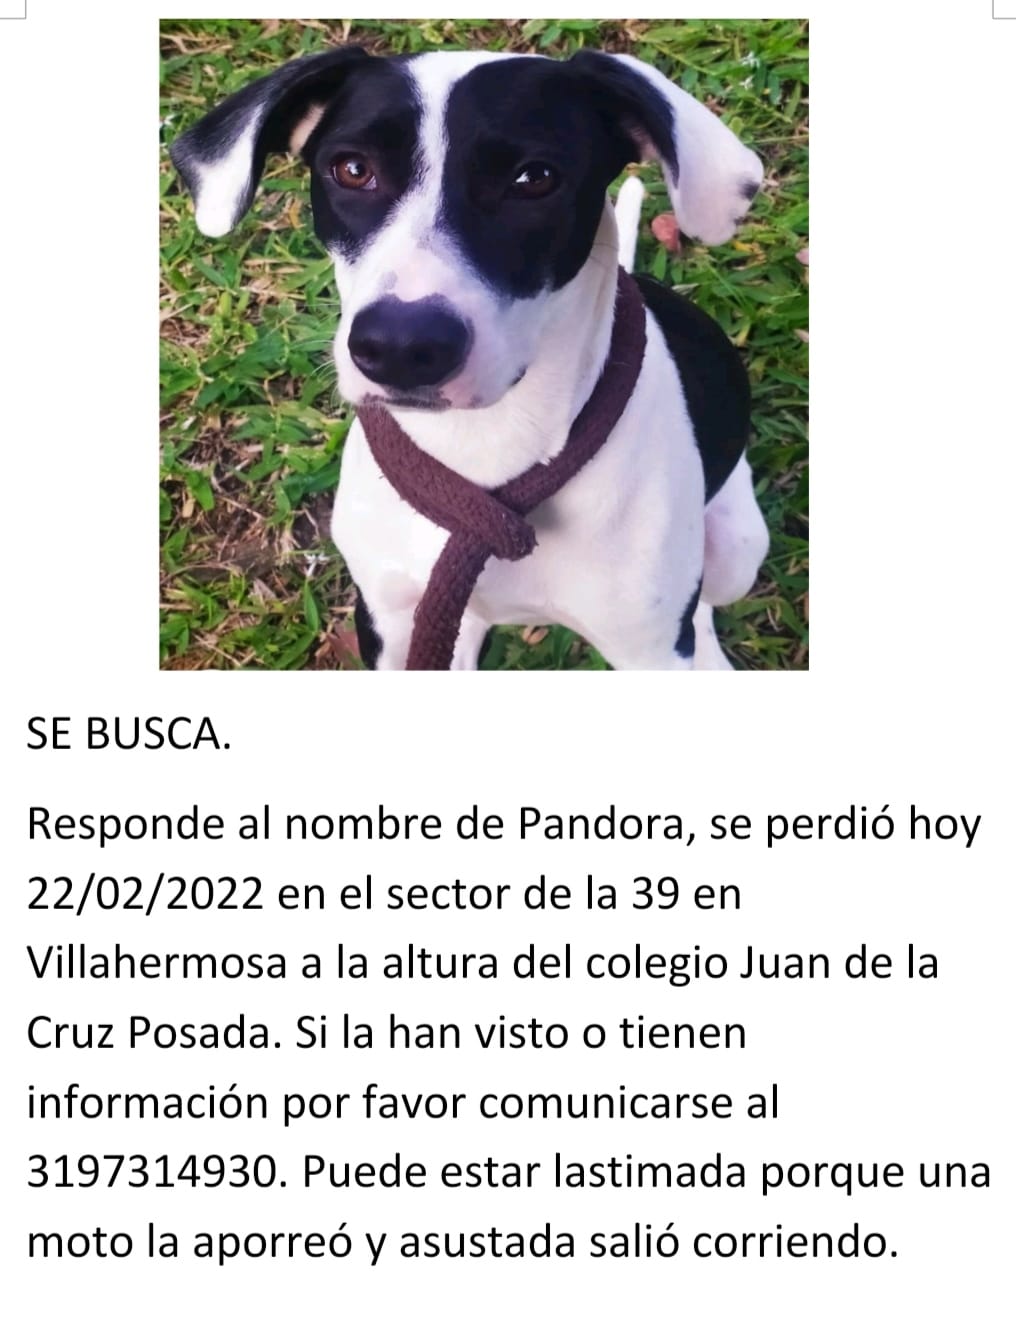 SE BUSCA.
Responde al nombre de Pandora, se perdió hoy
22/02/2022 en el sector de la 39 en
Villahermosa a la altura del colegio Juan de la
Cruz Posada. Si la han visto o tienen
información por favor comunicarse al
3197314930. Puede estar lastimada porque una
moto la aporreó y asustada salió corriendo.